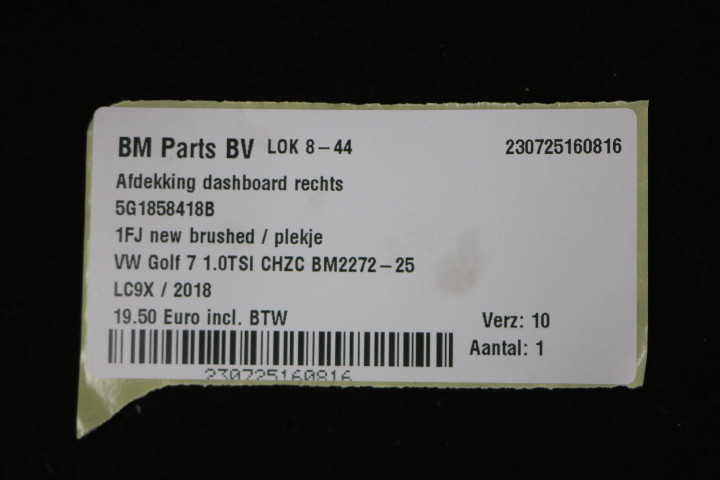 BM Parts BV LOK 8-44 230725160816
Afdekking dashboard rechts
5G1858418B
1FJ new brushed / plekje
VW Golf 7 1.0TSI CHZC BM2272-25
LC9X / 2018
19.50 Euro incl. BTW Verz: 10
Aantal: 1
230725160816